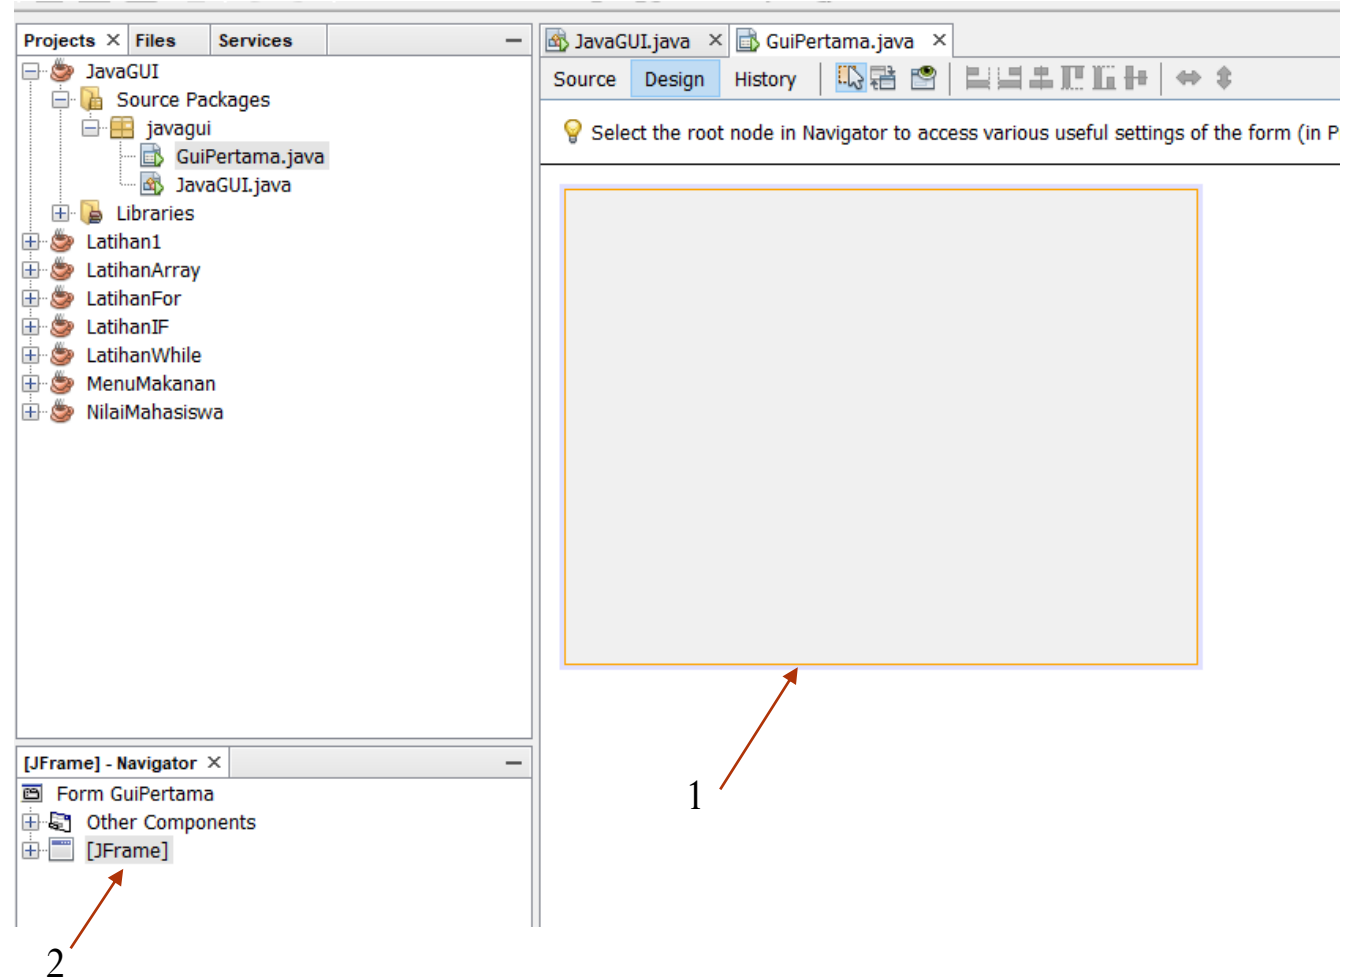 Projects Files Services
JavaGUI
Source Packages
javagui
GuiPertama.java
JavaGUI.java
Libraries
Latihan1
LatihanArray
LatihanFor
LatihanIF
LatihanWhile
MenuMakanan
NilaiMahasiswa
[JFrame] - Navigator
Form GuiPertama
Other Components
[JFrame]
2
JavaGUI.java GuiPertama.java
Source Design History
Select the root node in Navigator to access various useful settings of the form (in P
1